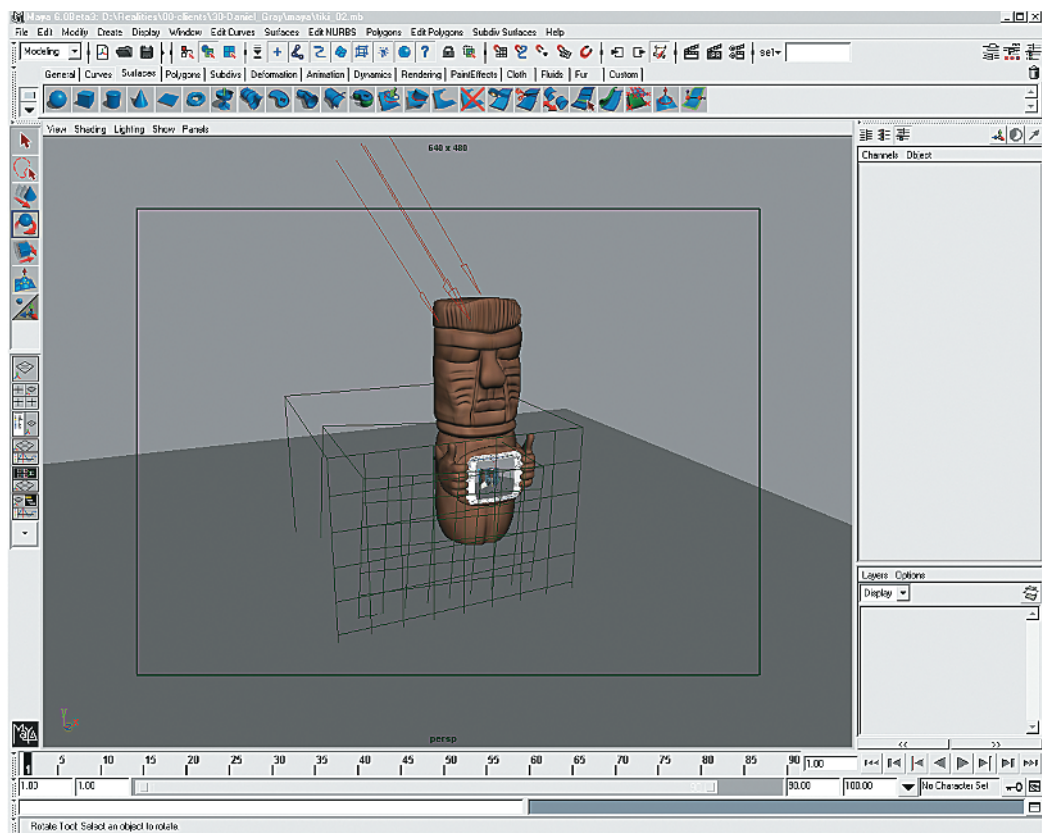 Maya 6.0Beta3: D:\Realities\00-clients\30-Daniel_Gray\maya\tiki_02.mb
File Edit Modify Create Display Window Edit Curves Surfaces Edit NURBS Polygons Edit Polygons Subdiv Surfaces Help
Modeling sel-
General Curves Surfaces Polygons Subdivs Deformation Animation Dynamics Rendering PaintEffects Cloth Fluids Fur Custom
View Shading Lighting Show Panels
Channels Object
640 x 480
Layers Options
Display
persp
MAYA
<< >>
1 5 10 15 20 25 30 35 40 45 50 55 60 65 70 75 80 85 90 1.00
1.00 1.00 90.00 100.00 No Character Set
Rotate Tool: Select an object to rotate.